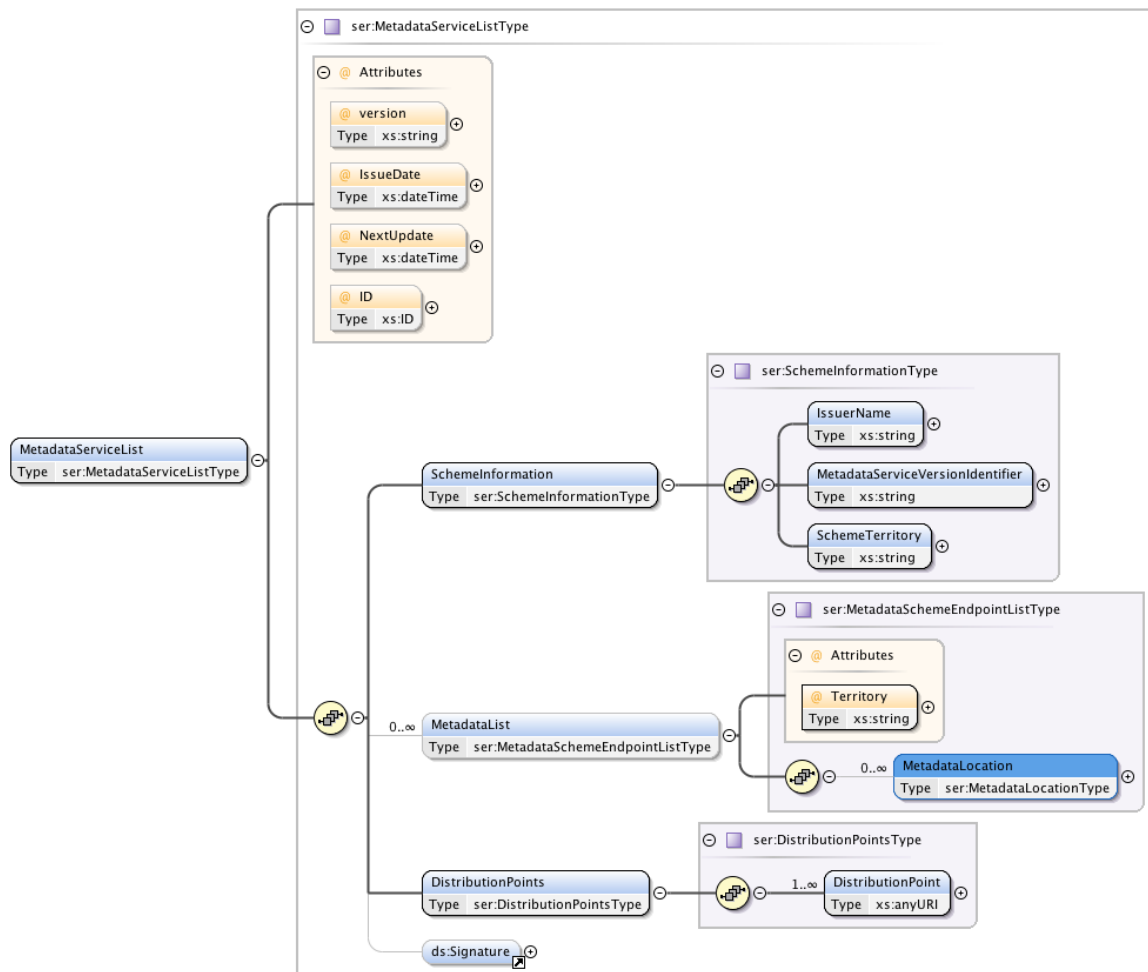 ser:MetadataServiceListType
@ Attributes
@ version
Type xs:string
@ IssueDate
Type xs:dateTime
@ NextUpdate
Type xs:dateTime
@ ID
Type xs:ID
MetadataServiceList
Type ser:MetadataServiceListType
SchemeInformation
Type ser:SchemeInformationType
ser:SchemeInformationType
IssuerName
Type xs:string
MetadataServiceVersionIdentifier
Type xs:string
SchemeTerritory
Type xs:string
0..∞
MetadataList
Type ser:MetadataSchemeEndpointListType
ser:MetadataSchemeEndpointListType
@ Attributes
@ Territory
Type xs:string
0..∞
MetadataLocation
Type ser:MetadataLocationType
DistributionPoints
Type ser:DistributionPointsType
ser:DistributionPointsType
1..∞
DistributionPoint
Type xs:anyURI
ds:Signature